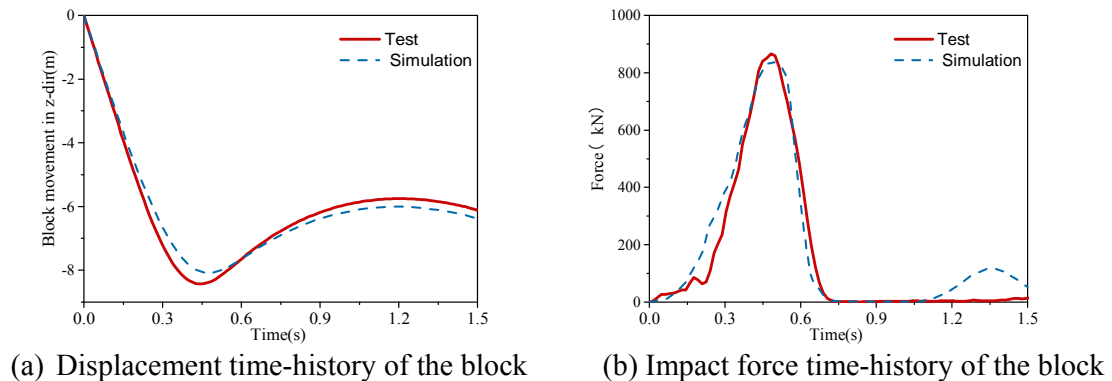 0
-2
-4
-6
-8
Block movement in z-dir(m)
Test
Simulation
0.0
0.3
0.6
0.9
1.2
1.5
Time(s)
(a) Displacement time-history of the block
1000
800
600
400
200
0
Force( kN)
Test
Simulation
0.0
0.3
0.6
0.9
1.2
1.5
Time(s)
(b) Impact force time-history of the block